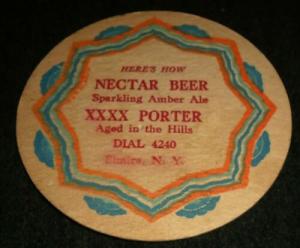 HERE'S HOW
NECTAR BEER
Sparkling Amber Ale
XXXX PORTER
Aged in the Hills
DIAL 4240
Elmira, N. Y.